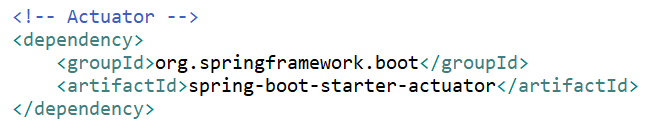 <!-- Actuator -->
<dependency>
    <groupId>org.springframework.boot</groupId>
    <artifactId>spring-boot-starter-actuator</artifactId>
</dependency>